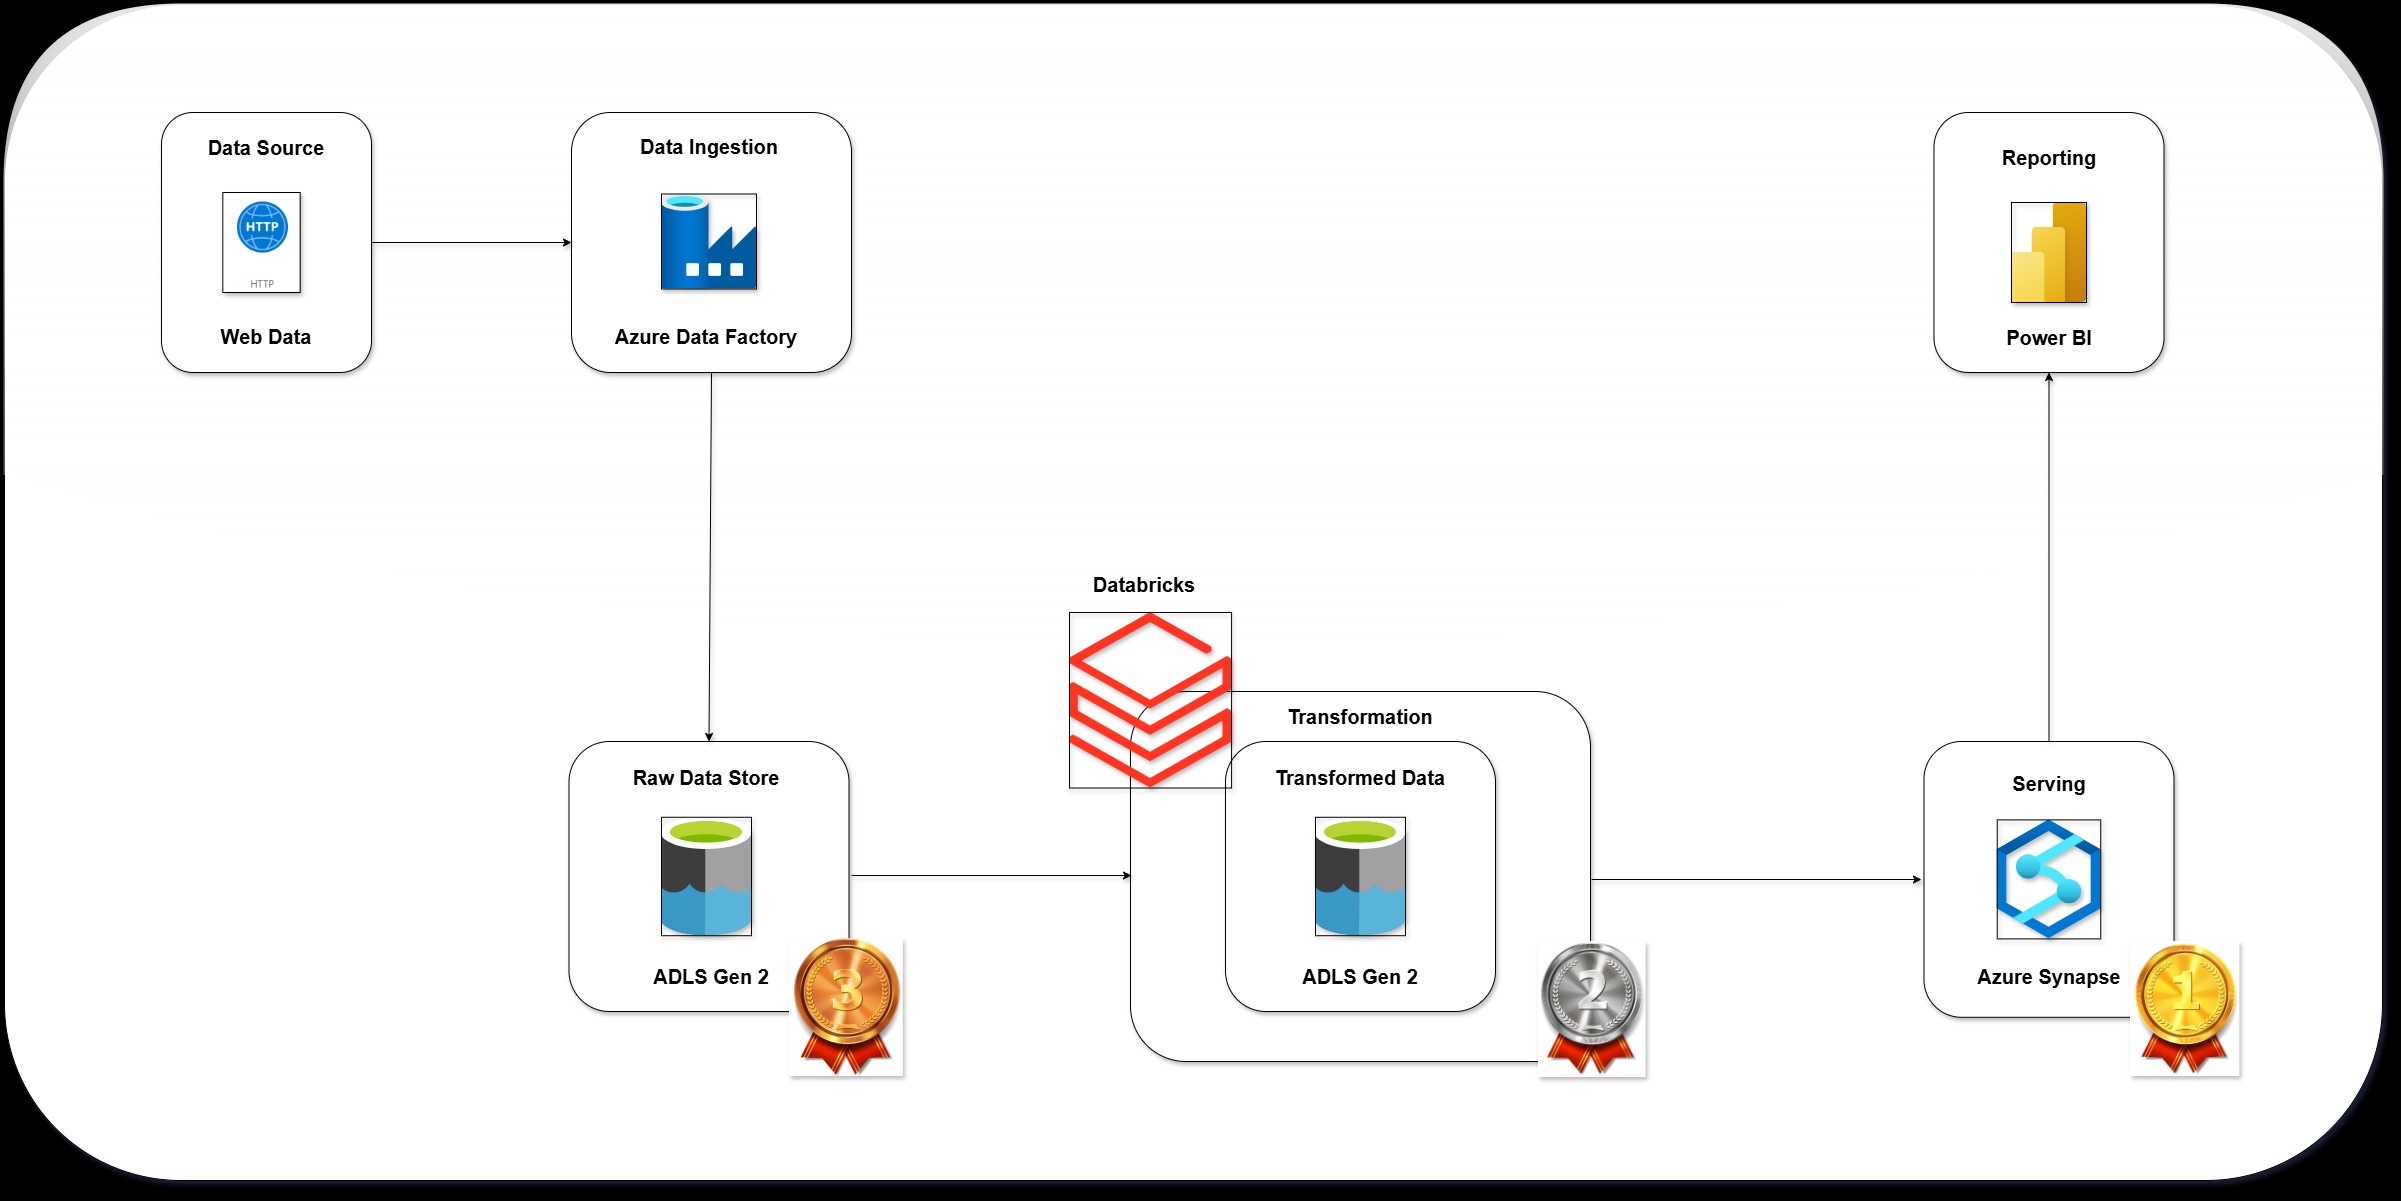 Data Source
HTTP
HTTP
Web Data
Data Ingestion
Azure Data Factory
Reporting
Power BI
Databricks
Transformation
Raw Data Store
ADLS Gen 2
3
Transformed Data
ADLS Gen 2
2
Serving
Azure Synapse
1